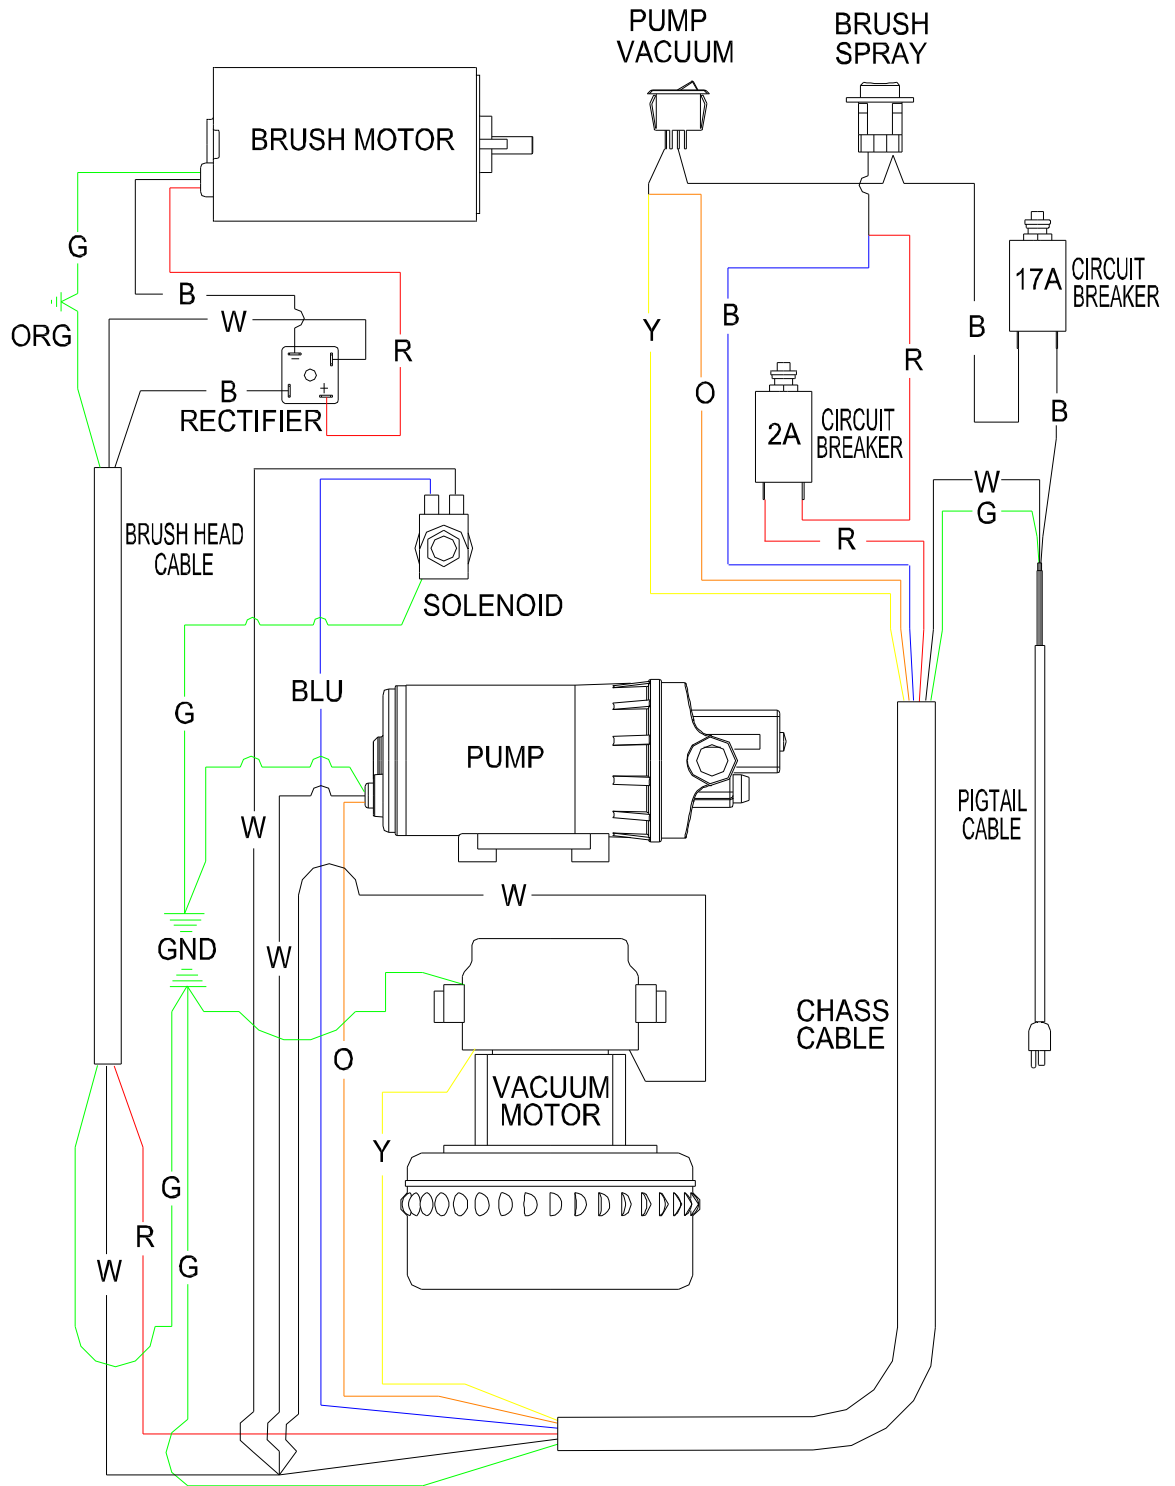 PUMP
VACUUM
BRUSH
SPRAY
BRUSH MOTOR
G
17A
CIRCUIT
BREAKER
B
W
ORG
Y
B
B
R
R
B
O
B
RECTIFIER
2A
CIRCUIT
BREAKER
W
G
BRUSH HEAD
CABLE
R
SOLENOID
BLU
G
PUMP
PIGTAIL
CABLE
W
W
GND
W
CHASS
CABLE
O
VACUUM
MOTOR
Y
G
R
G
W